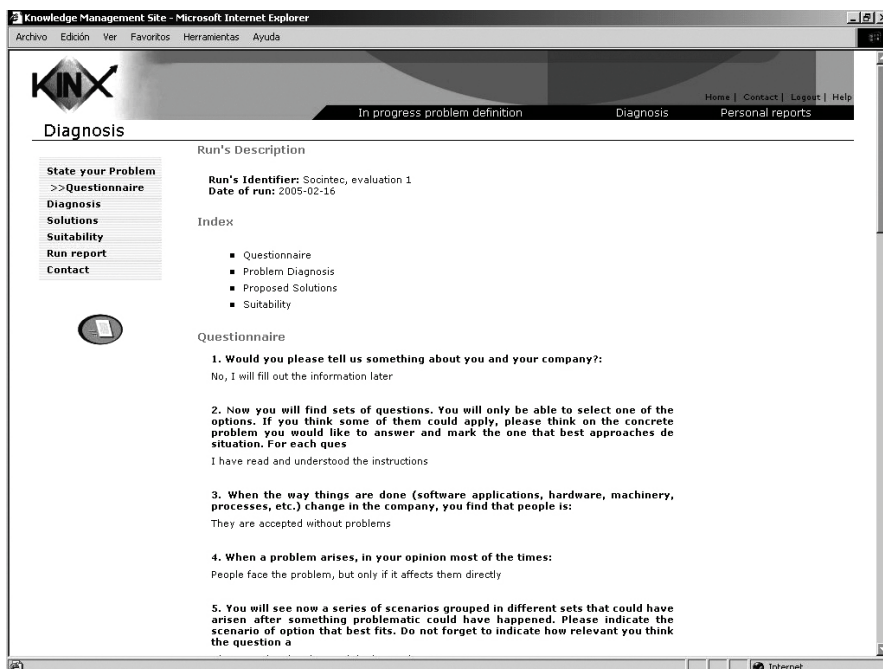 Knowledge Management Site - Microsoft Internet Explorer
Archivo Edición Ver Favoritos Herramientas Ayuda
KINX
Home | Contact | Logout | Help
In progress problem definition Diagnosis Personal reports
Diagnosis
State your Problem
>>Questionnaire
Diagnosis
Solutions
Suitability
Run report
Contact
Run's Description
Run's Identifier: Socintec, evaluation 1
Date of run: 2005-02-16
Index
Questionnaire
Problem Diagnosis
Proposed Solutions
Suitability
Questionnaire
1. Would you please tell us something about you and your company?:
No, I will fill out the information later
2. Now you will find sets of questions. You will only be able to select one of the
options. If you think some of them could apply, please think on the concrete
problem you would like to answer and mark the one that best approaches de
situation. For each ques
I have read and understood the instructions
3. When the way things are done (software applications, hardware, machinery,
processes, etc.) change in the company, you find that people is:
They are accepted without problems
4. When a problem arises, in your opinion most of the times:
People face the problem, but only if it affects them directly
5. You will see now a series of scenarios grouped in different sets that could have
arisen after something problematic could have happened. Please indicate the
scenario of option that best fits. Do not forget to indicate how relevant you think
the question a
Internet